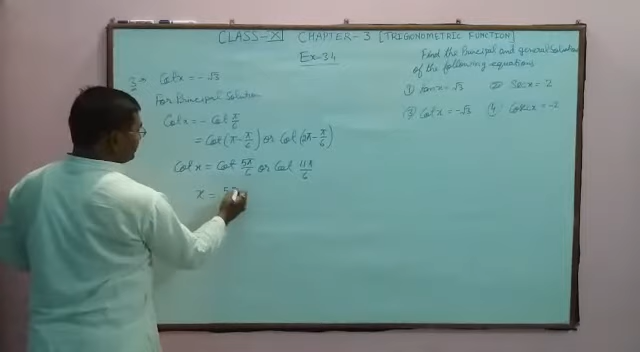 CLASS-XI CHAPTER-3 [TRIGONOMETRIC FUNCTION]
Ex-3.4
Find the Principal and general Solutions
of the following equations
① tan x = √3 ② Sec x = 2
③ Cot x = -√3 ④ Cosec x = -2
3→ Cot x = -√3
For Principal Solution
Cot x = - Cot π/6
= Cot (π - π/6) or Cot (2π - π/6)
Cot x = Cot 5π/6 or Cot 11π/6
x = 5π